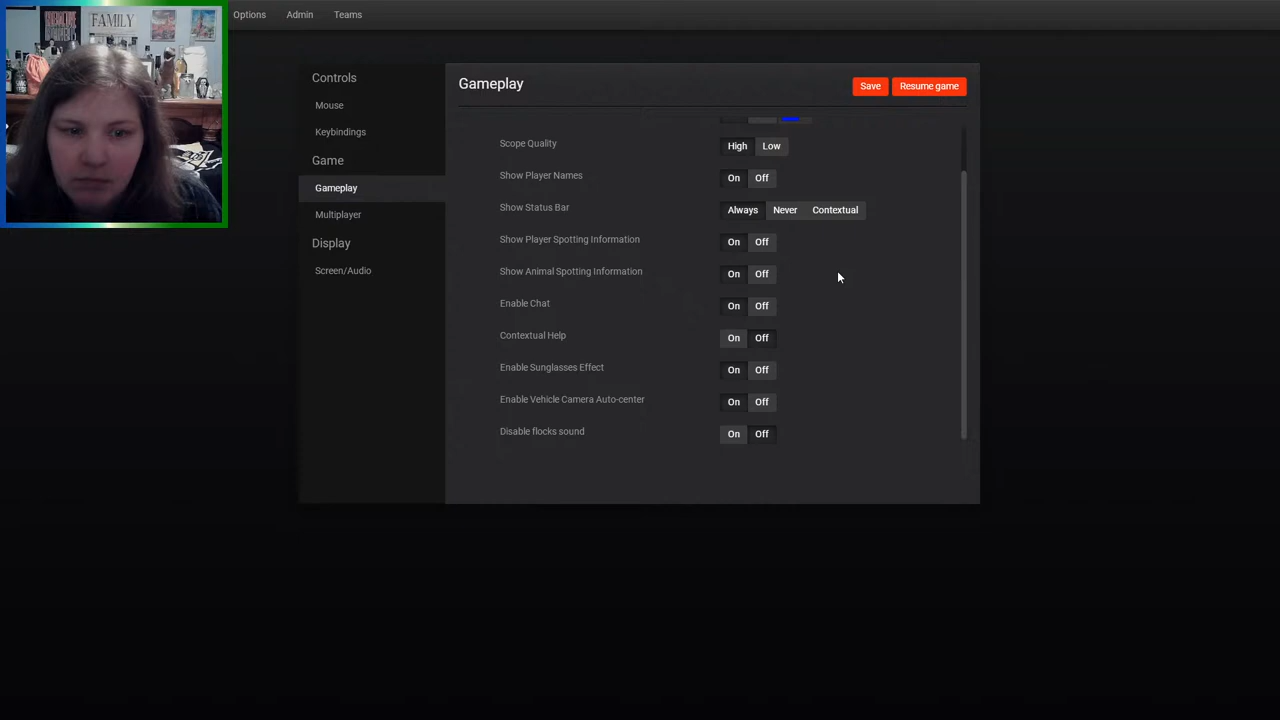 Options Admin Teams
FAMILY
Controls
Mouse
Keybindings
Game
Gameplay
Multiplayer
Display
Screen/Audio
Gameplay
Save Resume game
Scope Quality High Low
Show Player Names On Off
Show Status Bar Always Never Contextual
Show Player Spotting Information On Off
Show Animal Spotting Information On Off
Enable Chat On Off
Contextual Help On Off
Enable Sunglasses Effect On Off
Enable Vehicle Camera Auto-center On Off
Disable flocks sound On Off